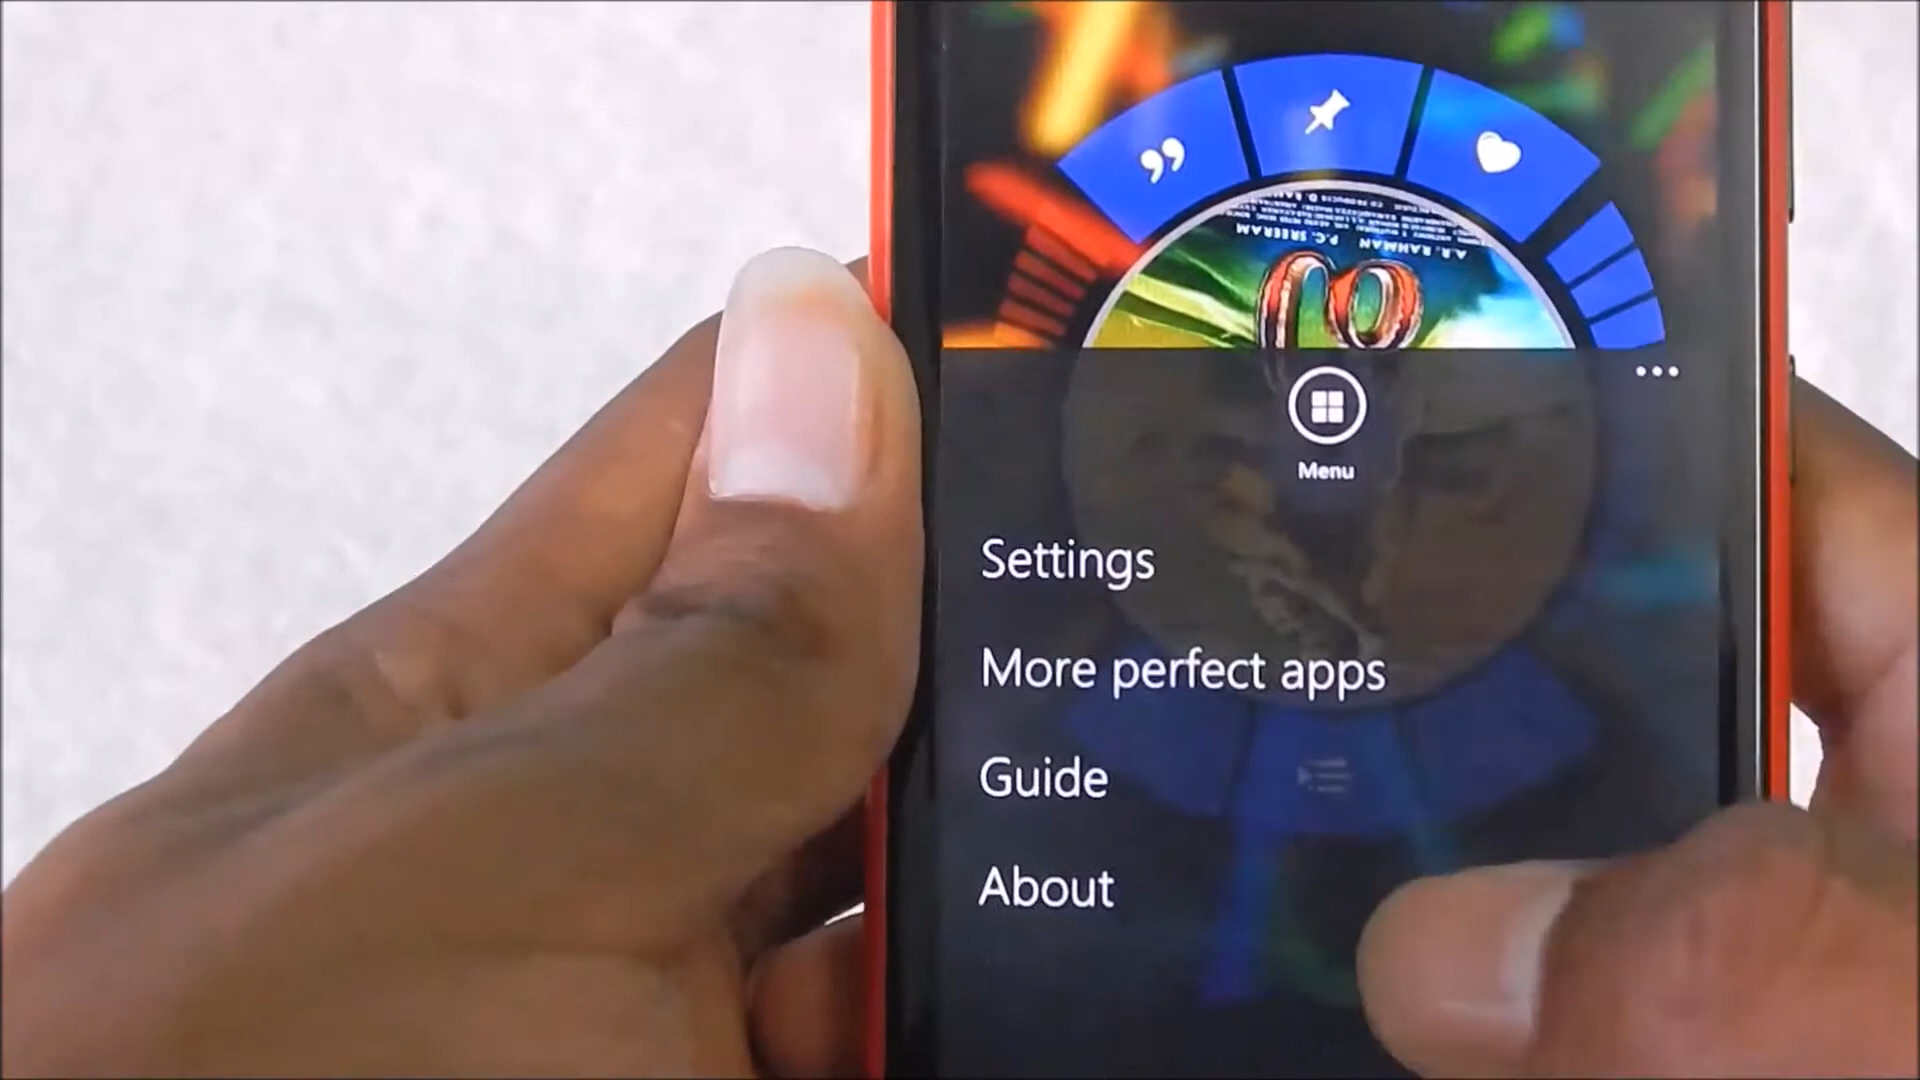 A.R. RAHMAN P.C. SREERAM
Menu
Settings
More perfect apps
Guide
About